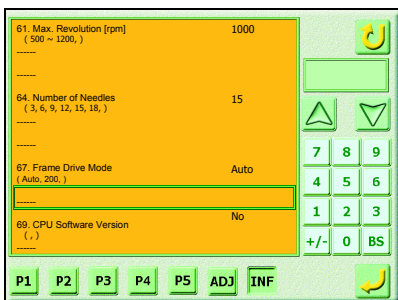 61. Max. Revolution [rpm] 1000
( 500 ~ 1200, )
------
------
64. Number of Needles 15
( 3, 6, 9, 12, 15, 18, )
------
------
67. Frame Drive Mode Auto
( Auto, 200, )
------
No
69. CPU Software Version
( , )
------
7 8 9
4 5 6
1 2 3
+/- 0 BS
P1 P2 P3 P4 P5 ADJ INF